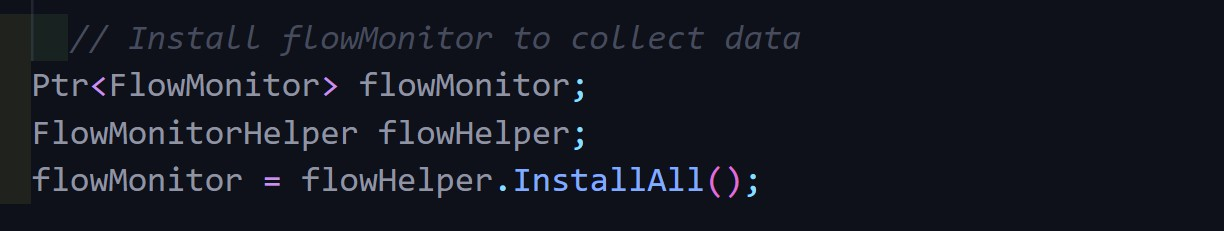 // Install flowMonitor to collect data
Ptr<FlowMonitor> flowMonitor;
FlowMonitorHelper flowHelper;
flowMonitor = flowHelper.InstallAll();